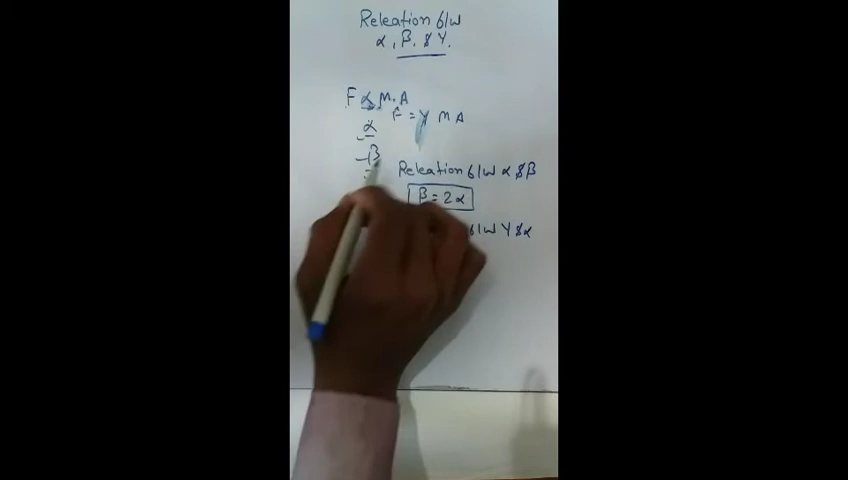 Releation b/w
α, β, & γ.
F α M.A
F = γ M A
α
β
Releation b/w α & β
β = 2α
b/w γ & α